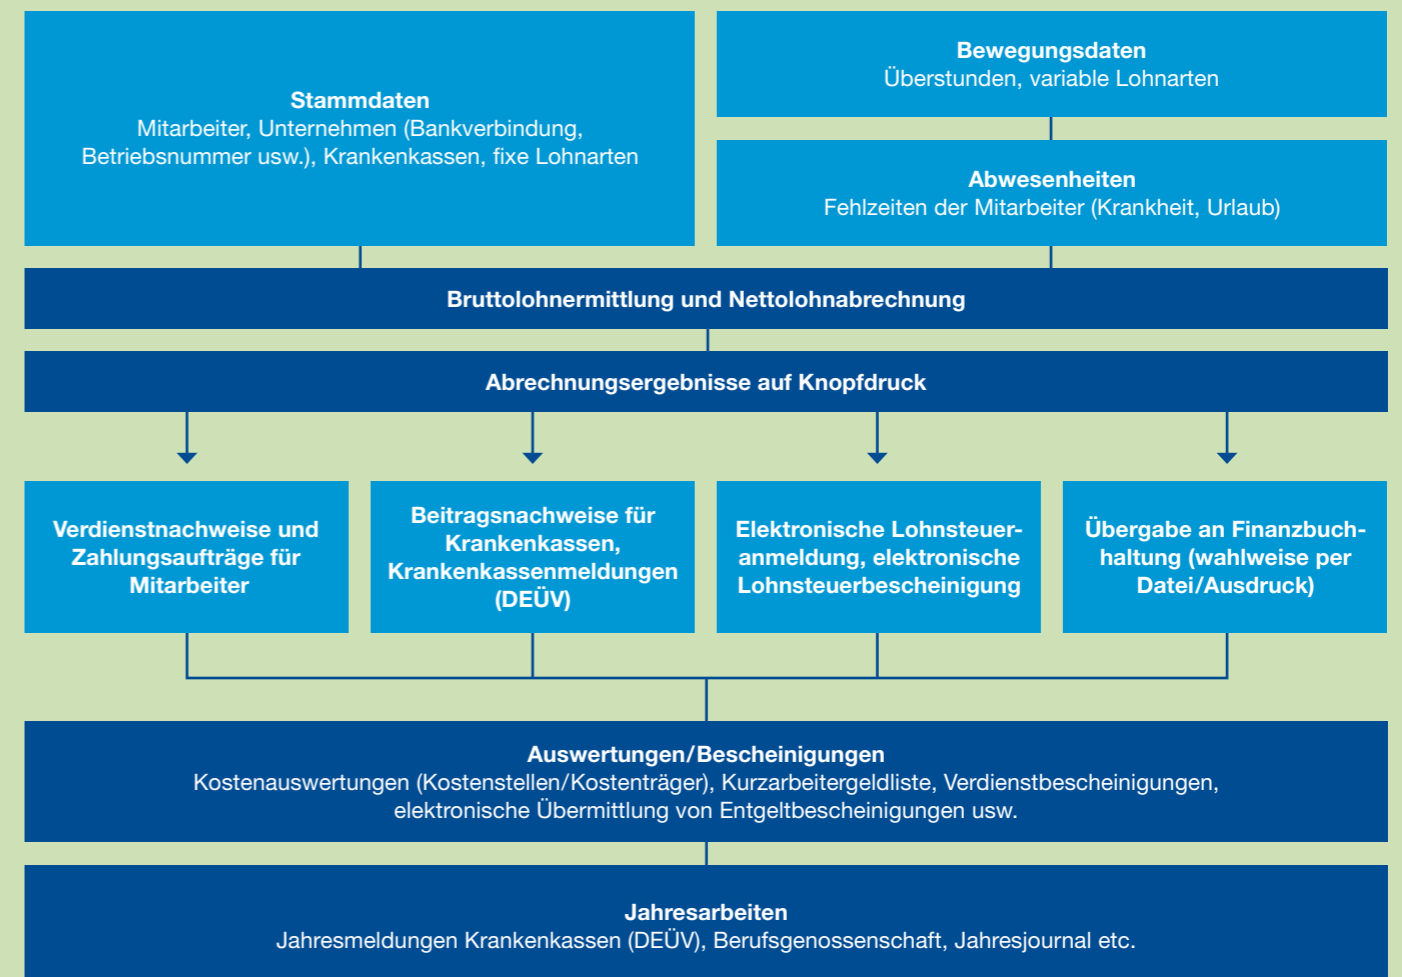 Stammdaten
Mitarbeiter, Unternehmen (Bankverbindung,
Betriebsnummer usw.), Krankenkassen, fixe Lohnarten
Bewegungsdaten
Überstunden, variable Lohnarten
Abwesenheiten
Fehlzeiten der Mitarbeiter (Krankheit, Urlaub)
Bruttolohnermittlung und Nettolohnabrechnung
Abrechnungsergebnisse auf Knopfdruck
Verdienstnachweise und
Zahlungsaufträge für
Mitarbeiter
Beitragsnachweise für
Krankenkassen,
Krankenkassenmeldungen
(DEÜV)
Elektronische Lohnsteuer-
anmeldung, elektronische
Lohnsteuerbescheinigung
Übergabe an Finanzbuch-
haltung (wahlweise per
Datei/Ausdruck)
Auswertungen/Bescheinigungen
Kostenauswertungen (Kostenstellen/Kostenträger), Kurzarbeitergeldliste, Verdienstbescheinigungen,
elektronische Übermittlung von Entgeltbescheinigungen usw.
Jahresarbeiten
Jahresmeldungen Krankenkassen (DEÜV), Berufsgenossenschaft, Jahresjournal etc.